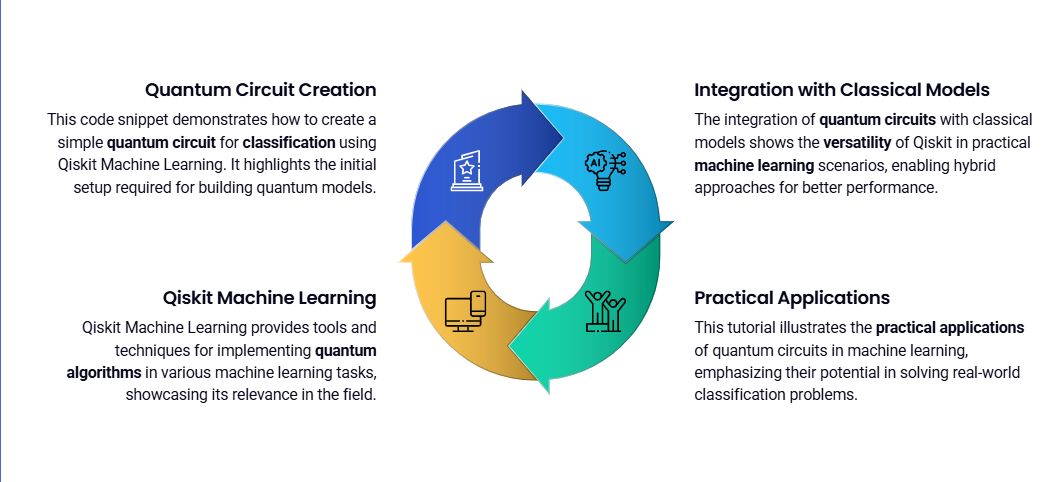 Quantum Circuit Creation
This code snippet demonstrates how to create a
simple quantum circuit for classification using
Qiskit Machine Learning. It highlights the initial
setup required for building quantum models.
Integration with Classical Models
The integration of quantum circuits with classical
models shows the versatility of Qiskit in practical
machine learning scenarios, enabling hybrid
approaches for better performance.
AI
Qiskit Machine Learning
Qiskit Machine Learning provides tools and
techniques for implementing quantum
algorithms in various machine learning tasks,
showcasing its relevance in the field.
Practical Applications
This tutorial illustrates the practical applications
of quantum circuits in machine learning,
emphasizing their potential in solving real-world
classification problems.